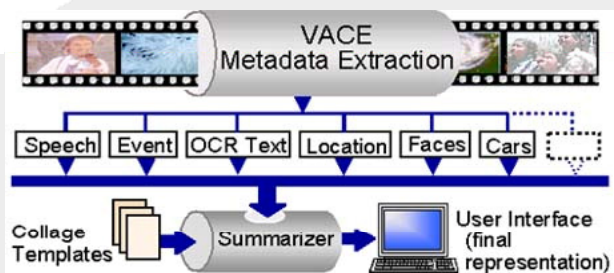 VACE
Metadata Extraction
Speech
Event
OCR Text
Location
Faces
Cars
Collage
Templates
Summarizer
User Interface
(final
representation)